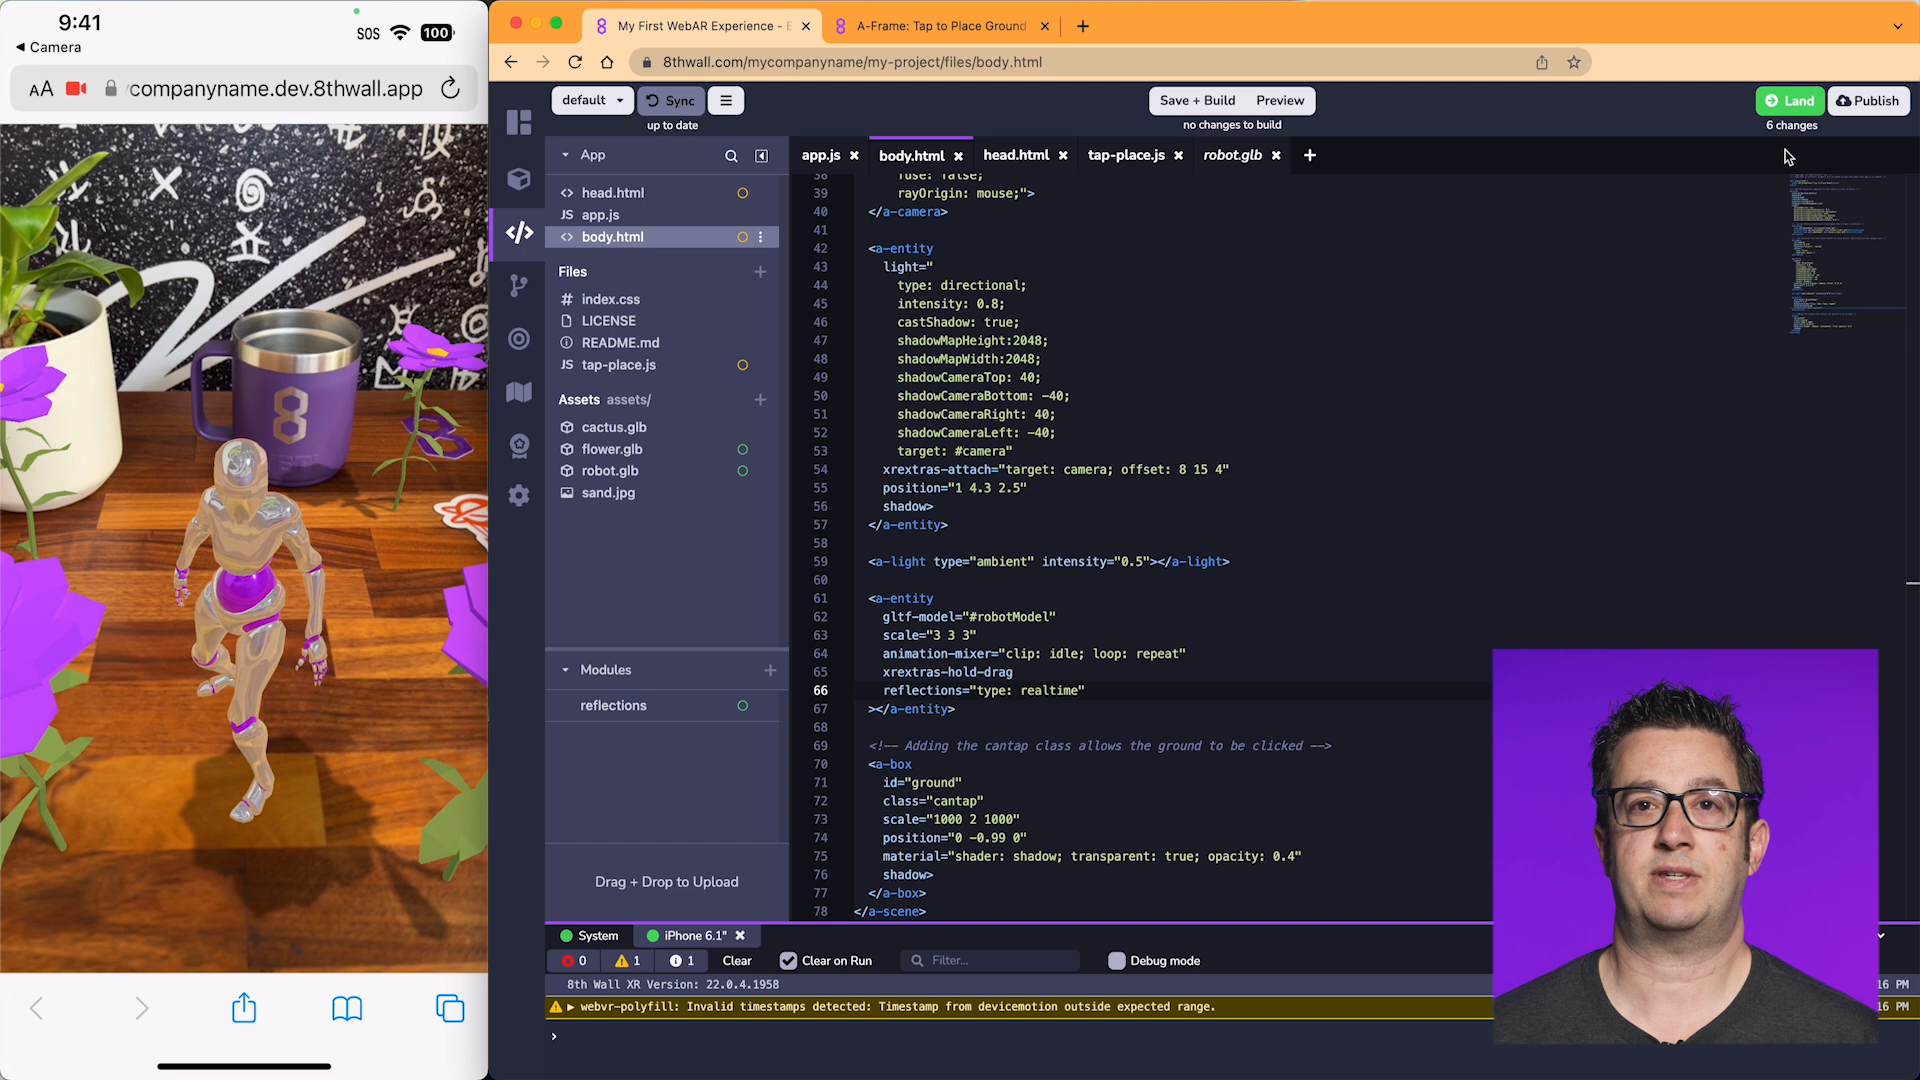 9:41
SOS
100
Camera
AA
companyname.dev.8thwall.app
My First WebAR Experience - E
A-Frame: Tap to Place Ground
8thwall.com/mycompanyname/my-project/files/body.html
default
Sync
up to date
Save + Build
Preview
no changes to build
Land
6 changes
Publish
App
head.html
JS app.js
body.html
Files
# index.css
LICENSE
README.md
JS tap-place.js
Assets assets/
cactus.glb
flower.glb
robot.glb
sand.jpg
Modules
reflections
Drag + Drop to Upload
app.js
body.html
head.html
tap-place.js
robot.glb
38 fuse: false;
39 rayOrigin: mouse;">
40 </a-camera>
41
42 <a-entity
43 light="
44 type: directional;
45 intensity: 0.8;
46 castShadow: true;
47 shadowMapHeight:2048;
48 shadowMapWidth:2048;
49 shadowCameraTop: 40;
50 shadowCameraBottom: -40;
51 shadowCameraRight: 40;
52 shadowCameraLeft: -40;
53 target: #camera"
54 xrextras-attach="target: camera; offset: 8 15 4"
55 position="1 4.3 2.5"
56 shadow>
57 </a-entity>
58
59 <a-light type="ambient" intensity="0.5"></a-light>
60
61 <a-entity
62 gltf-model="#robotModel"
63 scale="3 3 3"
64 animation-mixer="clip: idle; loop: repeat"
65 xrextras-hold-drag
66 reflections="type: realtime"
67 ></a-entity>
68
69 <!-- Adding the cantap class allows the ground to be clicked -->
70 <a-box
71 id="ground"
72 class="cantap"
73 scale="1000 2 1000"
74 position="0 -0.99 0"
75 material="shader: shadow; transparent: true; opacity: 0.4"
76 shadow>
77 </a-box>
78 </a-scene>
System
iPhone 6.1"
0
1
1
Clear
Clear on Run
Filter...
Debug mode
8th Wall XR Version: 22.0.4.1958
16 PM
webvr-polyfill: Invalid timestamps detected: Timestamp from devicemotion outside expected range.
16 PM